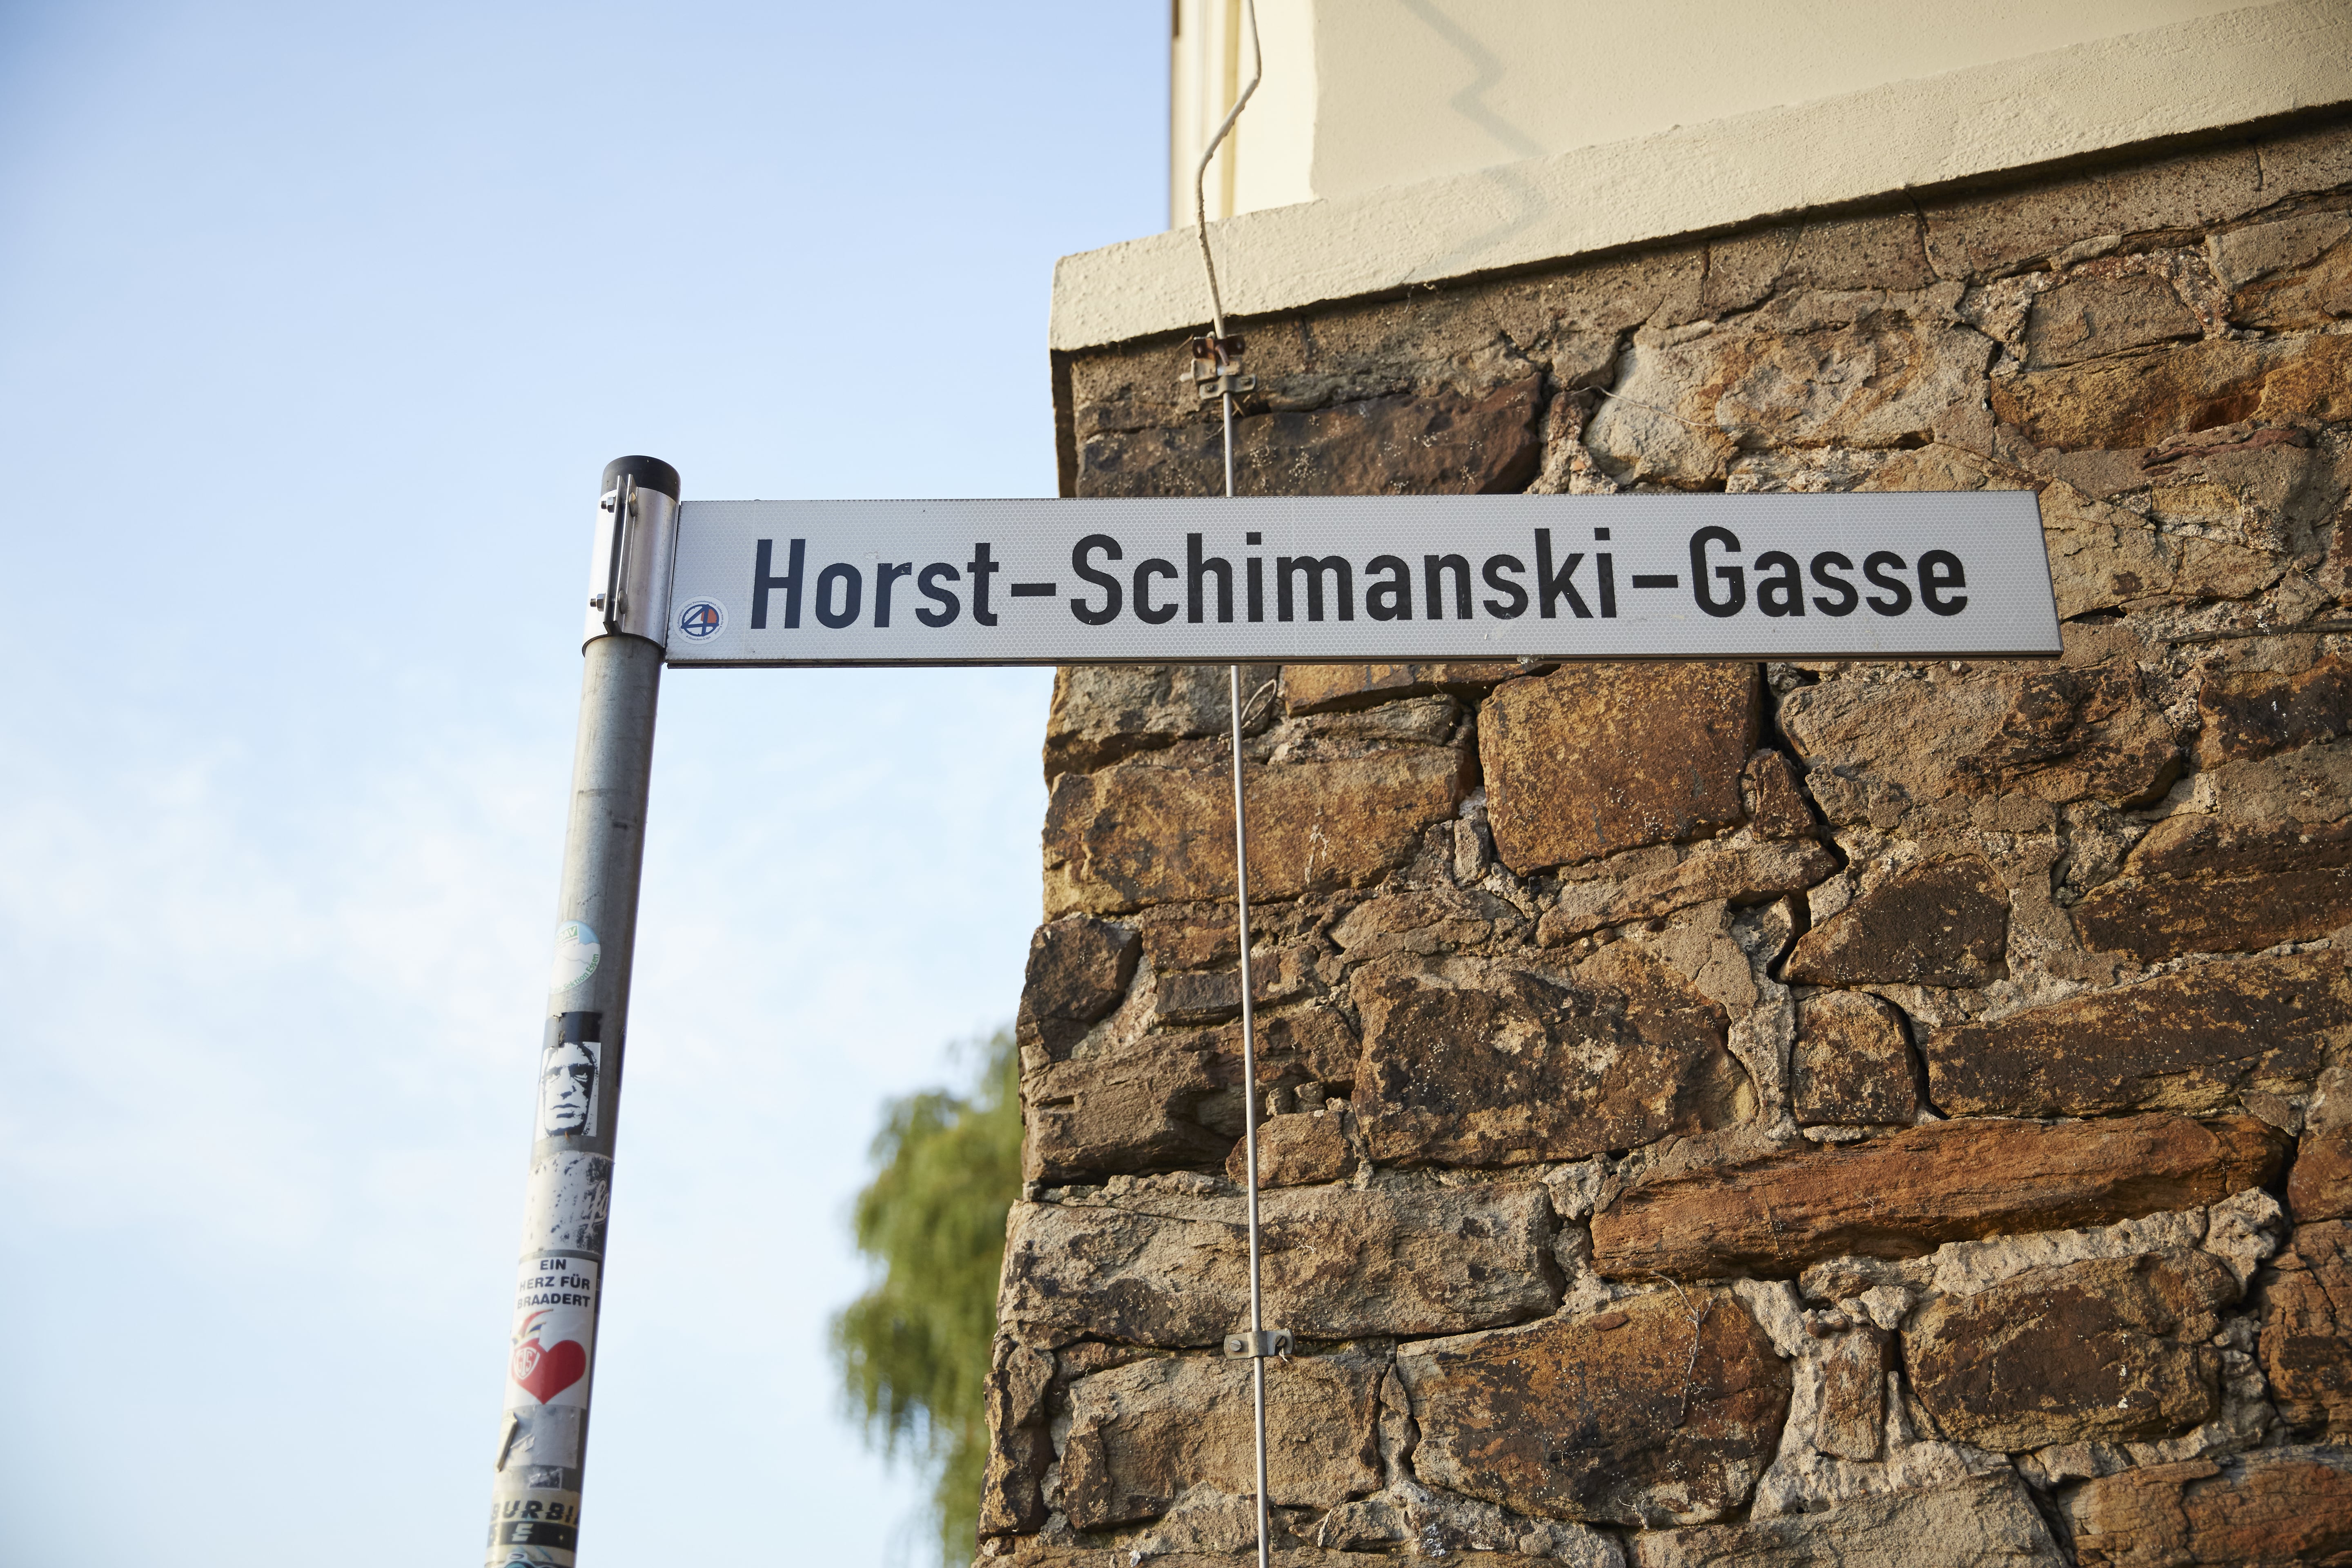 Horst-Schimanski-Gasse
EIN
HERZ FÜR
BRAADERT